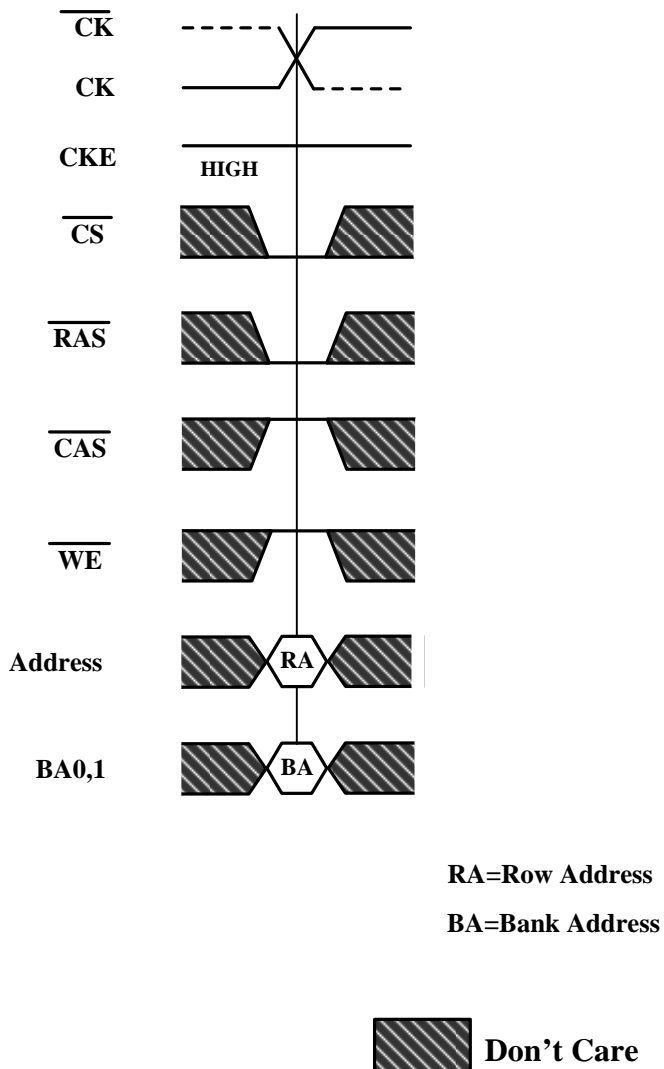 CK
CK
CKE
HIGH
CS
RAS
CAS
WE
Address
RA
BA0,1
BA
RA=Row Address
BA=Bank Address
Don’t Care